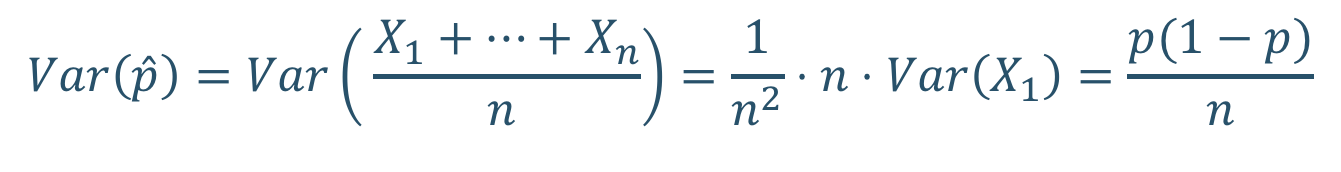 Var(p̂) = Var((X₁ + ⋯ + Xₙ)/n) = 1/n² · n · Var(X₁) = p(1 − p)/n